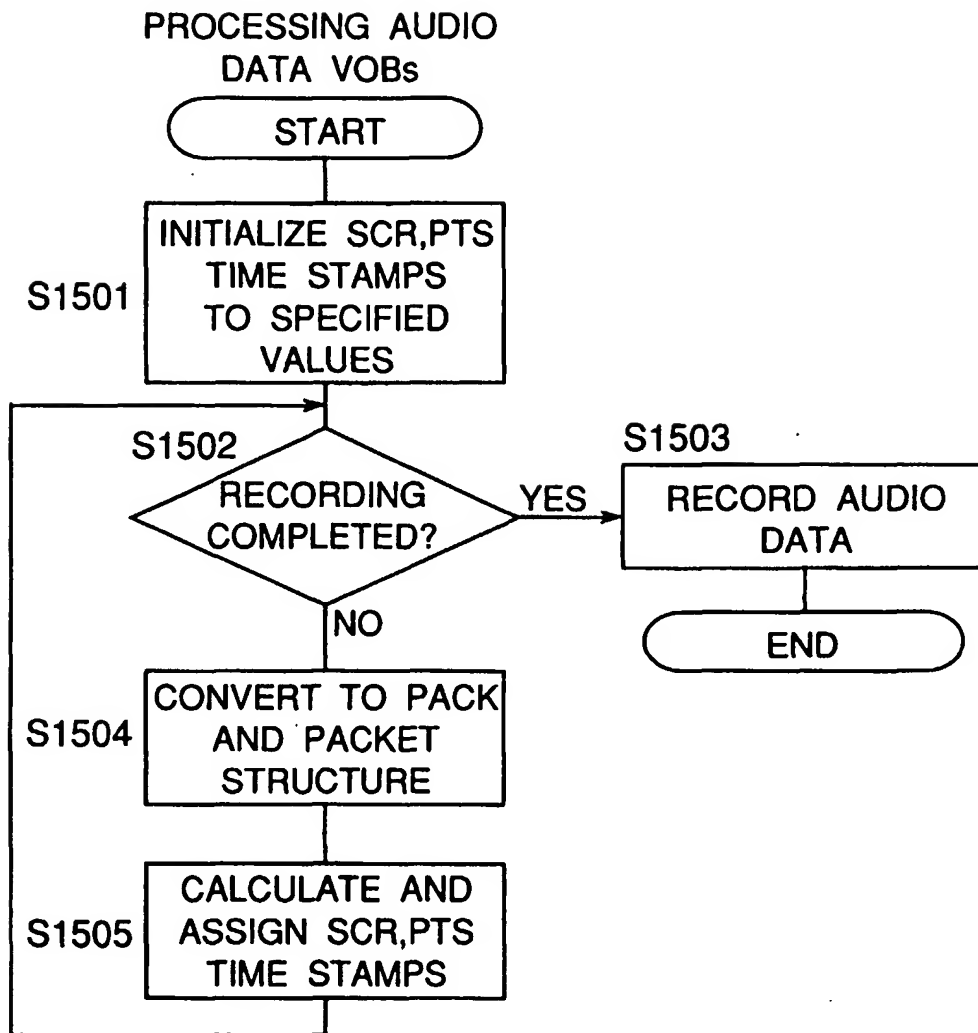 PROCESSING AUDIO
DATA VOBs
START
INITIALIZE SCR,PTS
TIME STAMPS
TO SPECIFIED
VALUES
S1501
S1502
RECORDING
COMPLETED?
YES
S1503
RECORD AUDIO
DATA
END
NO
CONVERT TO PACK
AND PACKET
STRUCTURE
S1504
CALCULATE AND
ASSIGN SCR,PTS
TIME STAMPS
S1505